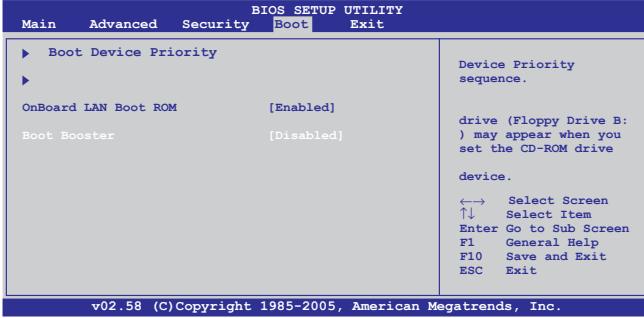 BIOS SETUP UTILITY
Main Advanced Security Boot Exit
Boot Device Priority
OnBoard LAN Boot ROM [Enabled]
Boot Booster [Disabled]
Device Priority
sequence.
drive (Floppy Drive B:
) may appear when you
set the CD-ROM drive
device.
←→ Select Screen
↑↓ Select Item
Enter Go to Sub Screen
F1 General Help
F10 Save and Exit
ESC Exit
v02.58 (C)Copyright 1985-2005, American Megatrends, Inc.